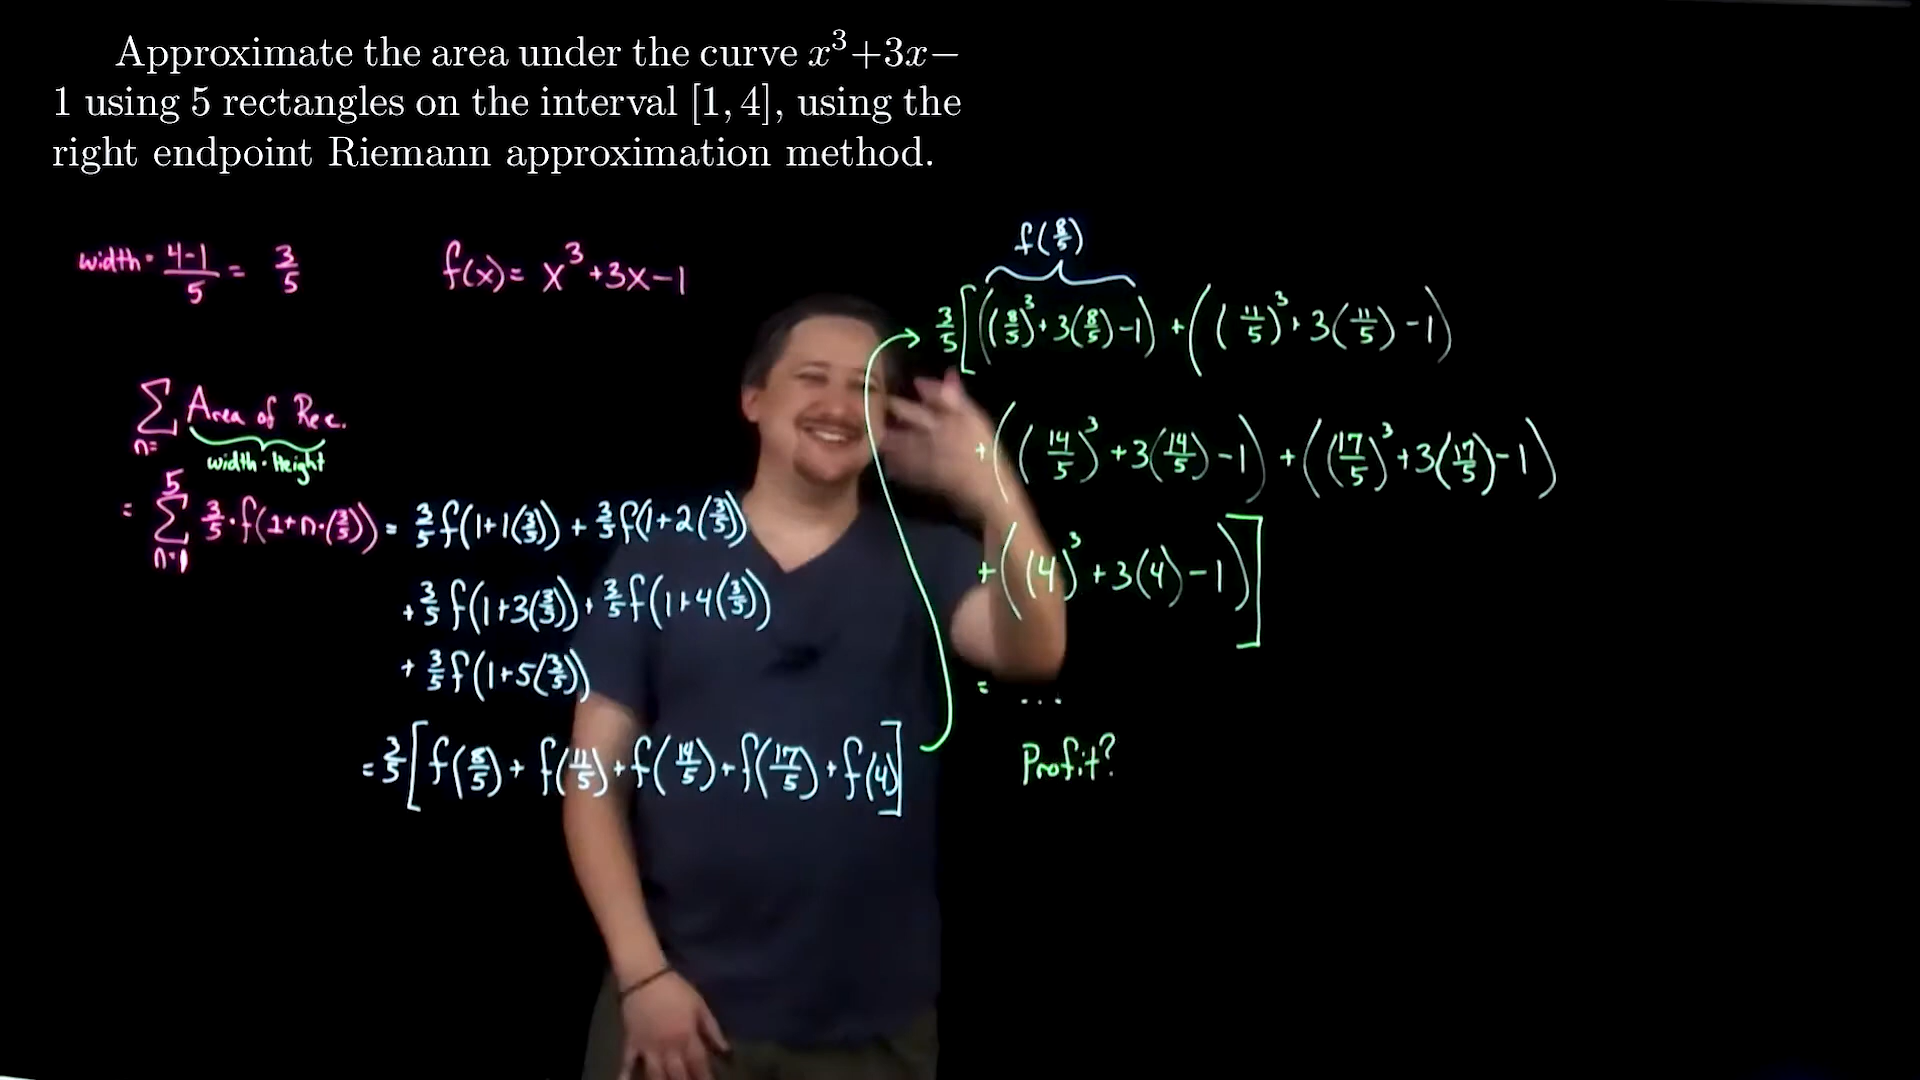 Approximate the area under the curve x³+3x−
1 using 5 rectangles on the interval [1, 4], using the
right endpoint Riemann approximation method.
width = (4-1)/5 = 3/5
f(x) = x³+3x-1
∑ Area of Rec.
n=
width · Height
= ∑ₙ₌₁⁵ 3/5 · f(1+n·(3/5)) = 3/5 f(1+1(3/5)) + 3/5 f(1+2(3/5))
+ 3/5 f(1+3(3/5)) + 3/5 f(1+4(3/5))
+ 3/5 f(1+5(3/5))
= 3/5 [f(8/5) + f(11/5) + f(14/5) + f(17/5) + f(4)]
f(8/5)
3/5 [((8/5)³ + 3(8/5) - 1) + ((11/5)³ + 3(11/5) - 1)
+ ((14/5)³ + 3(14/5) - 1) + ((17/5)³ + 3(17/5) - 1)
+ ((4)³ + 3(4) - 1)]
= ...
Profit?